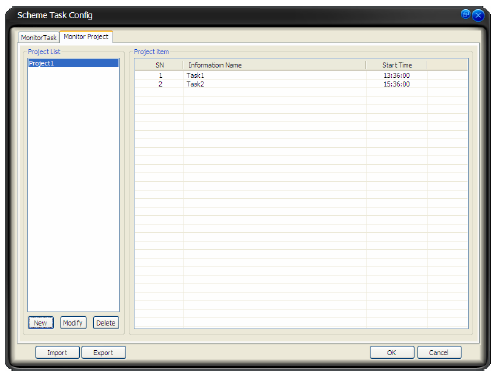 Scheme Task Config
MonitorTask Monitor Project
Project List
Project1
New Modify Delete
Project Item
SN Information Name Start Time
1 Task1 13:36:00
2 Task2 15:36:00
Import Export OK Cancel